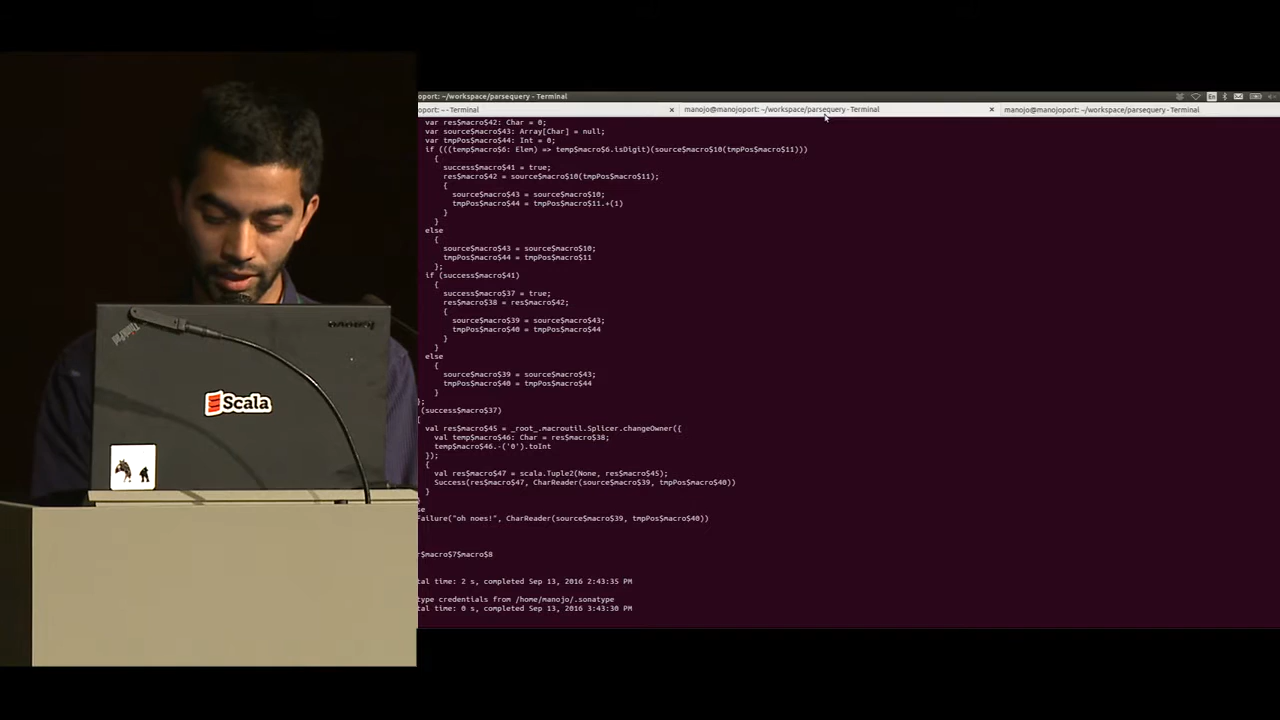 oport: ~/workspace/parsequery - Terminal
En
oport: ~ - Terminal
manojo@manojoport: ~/workspace/parsequery - Terminal
manojo@manojoport: ~/workspace/parsequery - Terminal
var res$macro$42: Char = 0;
var source$macro$43: Array[Char] = null;
var tmpPos$macro$44: Int = 0;
if (((temp$macro$6: Elem) => temp$macro$6.isDigit)(source$macro$10(tmpPos$macro$11)))
{
success$macro$41 = true;
res$macro$42 = source$macro$10(tmpPos$macro$11);
{
source$macro$43 = source$macro$10;
tmpPos$macro$44 = tmpPos$macro$11.+(1)
}
}
else
{
source$macro$43 = source$macro$10;
tmpPos$macro$44 = tmpPos$macro$11
};
if (success$macro$41)
{
success$macro$37 = true;
res$macro$38 = res$macro$42;
{
source$macro$39 = source$macro$43;
tmpPos$macro$40 = tmpPos$macro$44
}
}
else
{
source$macro$39 = source$macro$43;
tmpPos$macro$40 = tmpPos$macro$44
}
};
(success$macro$37)
{
val res$macro$45 = _root_.macroutil.Splicer.changeOwner({
val temp$macro$46: Char = res$macro$38;
temp$macro$46.-('0').toInt
});
{
val res$macro$47 = scala.Tuple2(None, res$macro$45);
Success(res$macro$47, CharReader(source$macro$39, tmpPos$macro$40))
}
se
Failure("oh noes!", CharReader(source$macro$39, tmpPos$macro$40))
r$macro$7$macro$8
tal time: 2 s, completed Sep 13, 2016 2:43:35 PM
type credentials from /home/manojo/.sonatype
tal time: 0 s, completed Sep 13, 2016 3:43:30 PM
ThinkPad
lenovo
Scala